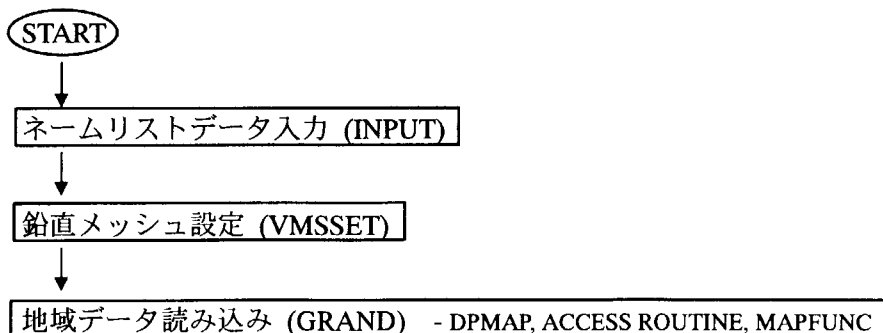 START
ネームリストデータ入力 (INPUT)
鉛直メッシュ設定 (VMSSET)
地域データ読み込み (GRAND) - DPMAP, ACCESS ROUTINE, MAPFUNC